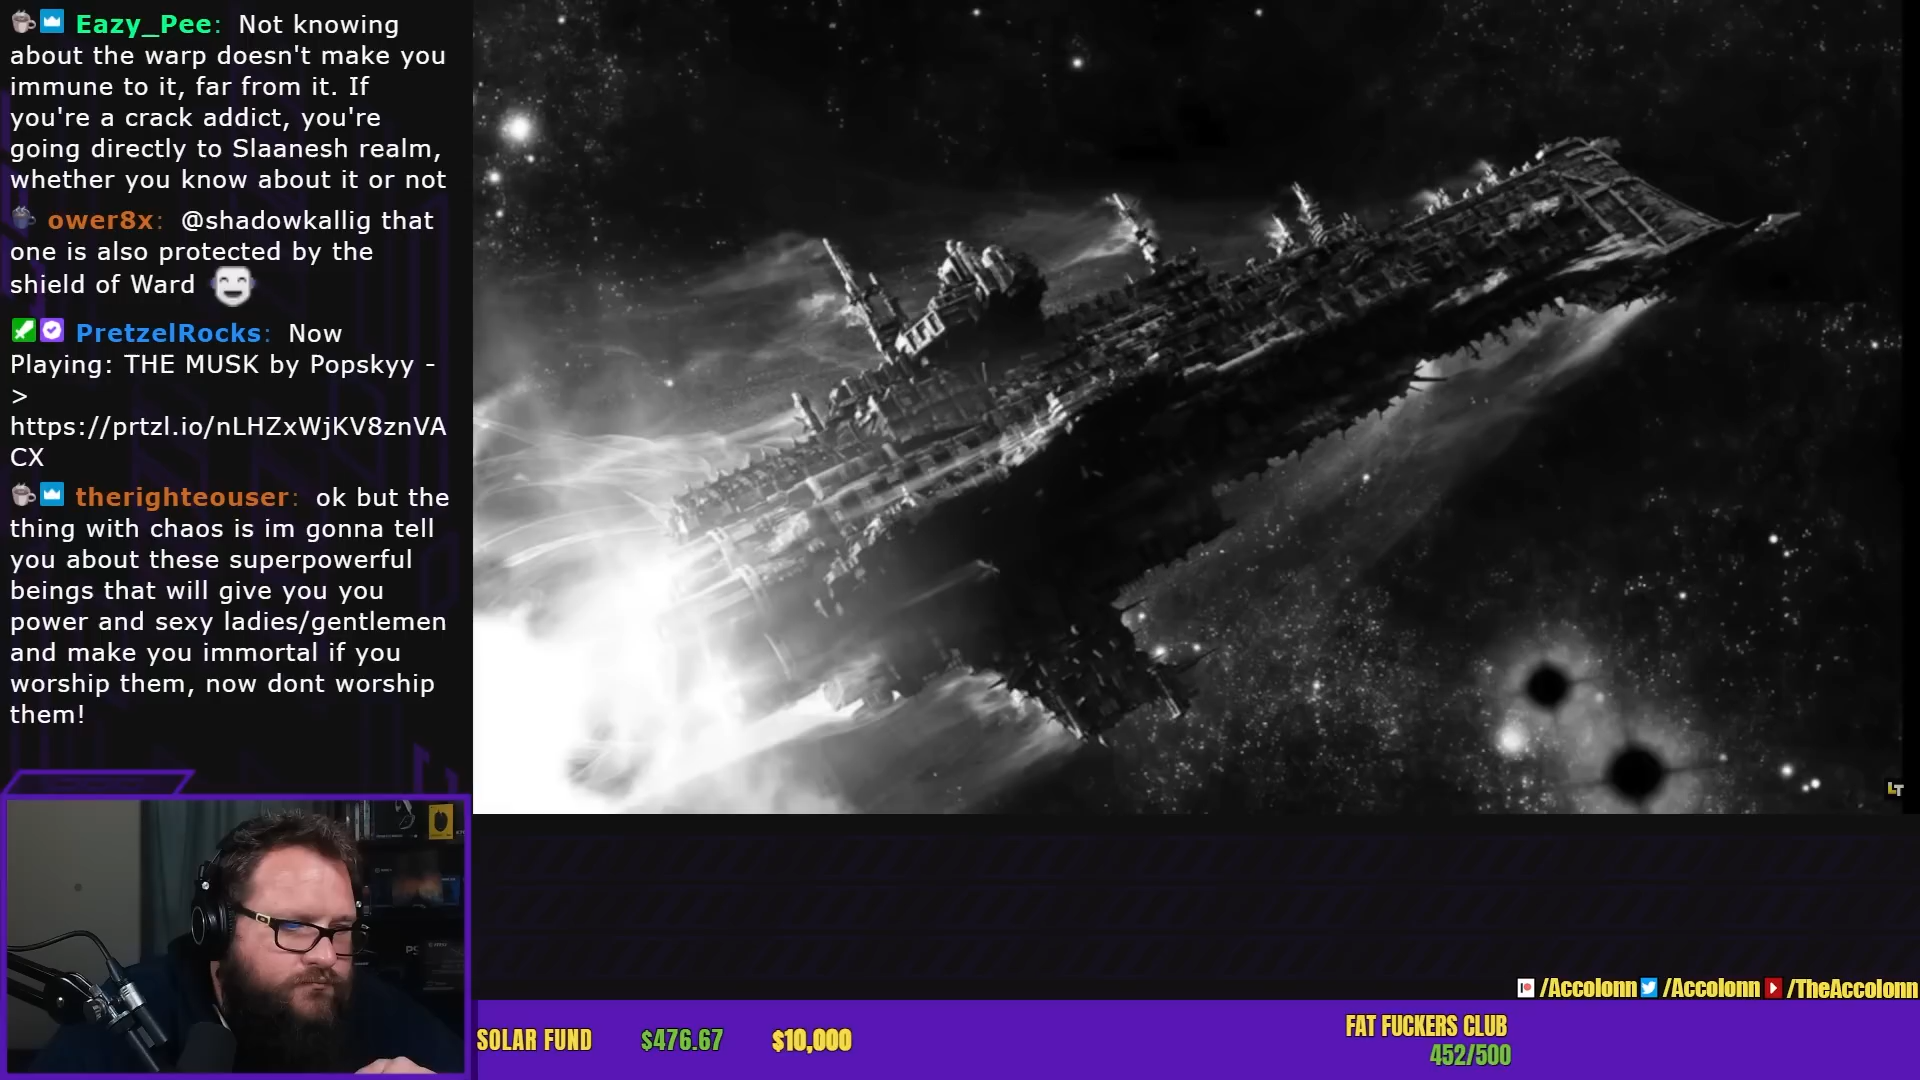 Eazy_Pee: Not knowing
about the warp doesn't make you
immune to it, far from it. If
you're a crack addict, you're
going directly to Slaanesh realm,
whether you know about it or not
ower8x: @shadowkallig that
one is also protected by the
shield of Ward
PretzelRocks: Now
Playing: THE MUSK by Popskyy -
>
https://prtzl.io/nLHZxWjKV8znVA
CX
therighteouser: ok but the
thing with chaos is im gonna tell
you about these superpowerful
beings that will give you you
power and sexy ladies/gentlemen
and make you immortal if you
worship them, now dont worship
them!
LT
/Accolonn /Accolonn /TheAccolonn
SOLAR FUND $476.67 $10,000
FAT FUCKERS CLUB
452/500